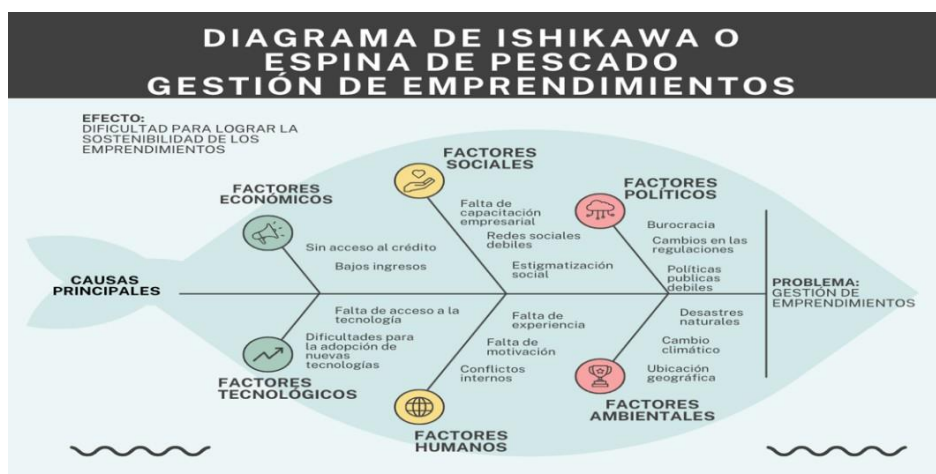 DIAGRAMA DE ISHIKAWA O
ESPINA DE PESCADO
GESTIÓN DE EMPRENDIMIENTOS
EFECTO:
DIFICULTAD PARA LOGRAR LA
SOSTENIBILIDAD DE LOS
EMPRENDIMIENTOS
FACTORES
ECONÓMICOS
Sin acceso al crédito
Bajos ingresos
FACTORES
SOCIALES
Falta de
capacitación
empresarial
Redes sociales
debiles
Estigmatización
social
FACTORES
POLÍTICOS
Burocracia
Cambios en las
regulaciones
Políticas
publicas
debiles
CAUSAS
PRINCIPALES
PROBLEMA:
GESTIÓN DE
EMPRENDIMIENTOS
Falta de acceso a la
tecnología
Dificultades para
la adopción de
nuevas
tecnologías
FACTORES
TECNOLÓGICOS
Falta de
experiencia
Falta de
motivación
Conflictos
internos
FACTORES
HUMANOS
Desastres
naturales
Cambio
climático
Ubicación
geográfica
FACTORES
AMBIENTALES